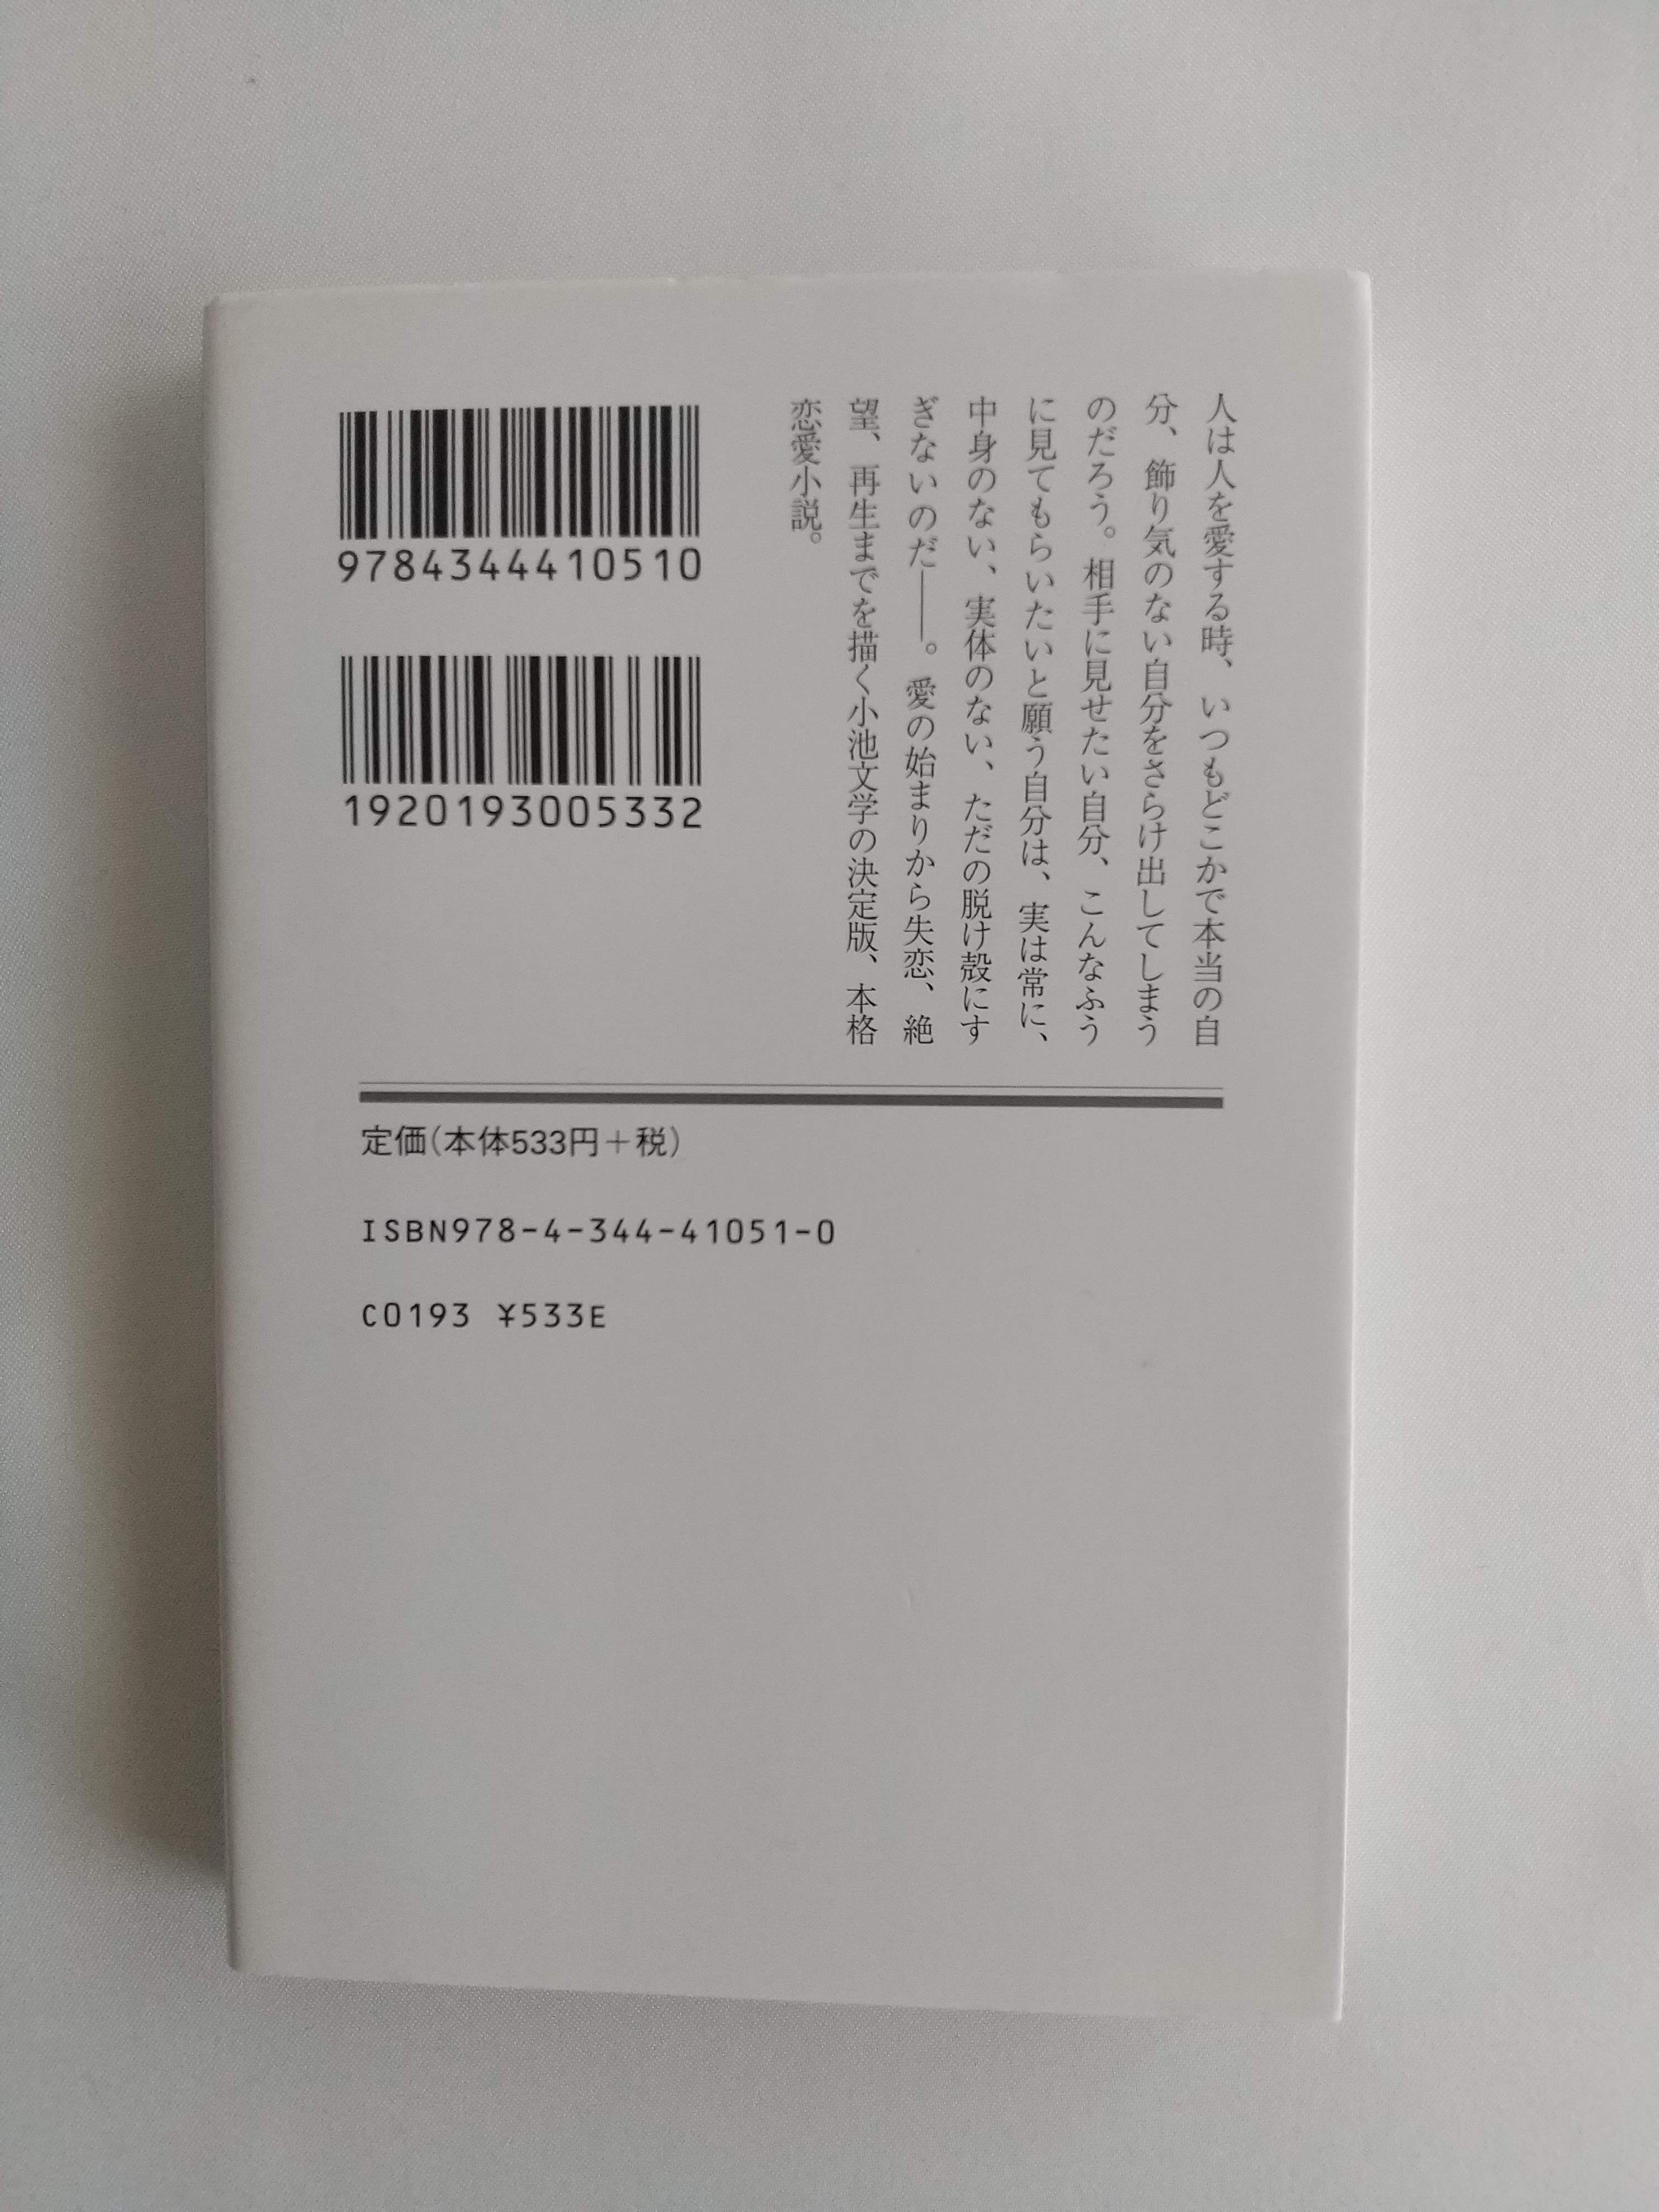 人は人を愛する時、いつもどこかで本当の自
分、飾り気のない自分をさらけ出してしまう
のだろう。相手に見せたい自分、こんなふう
に見てもらいたいと願う自分は、実は常に、
中身のない、実体のない、ただの脱け殻にす
ぎないのだ――。愛の始まりから失恋、絶
望、再生までを描く小池文学の決定版、本格
恋愛小説。
9784344410510
1920193005332
定価(本体533円+税)
ISBN978-4-344-41051-0
C0193 ¥533E